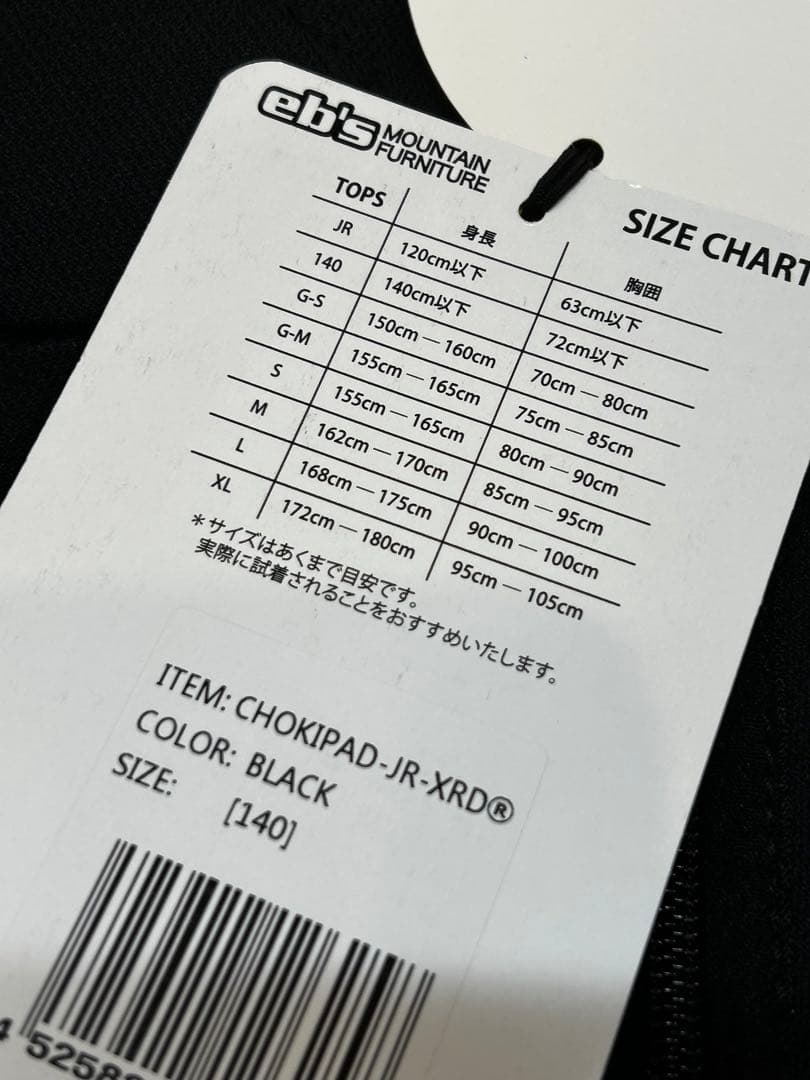 eb's MOUNTAIN
FURNITURE
SIZE CHART
TOPS 身長 胸囲
JR 120cm以下 63cm以下
140 140cm以下 72cm以下
G-S 150cm — 160cm 70cm — 80cm
G-M 155cm — 165cm 75cm — 85cm
S 155cm — 165cm 80cm — 90cm
M 162cm — 170cm 85cm — 95cm
L 168cm — 175cm 90cm — 100cm
XL 172cm — 180cm 95cm — 105cm
＊サイズはあくまで目安です。
実際に試着されることをおすすめいたします。
ITEM: CHOKIPAD-JR-XRD®
COLOR: BLACK
SIZE: [140]
4 5258